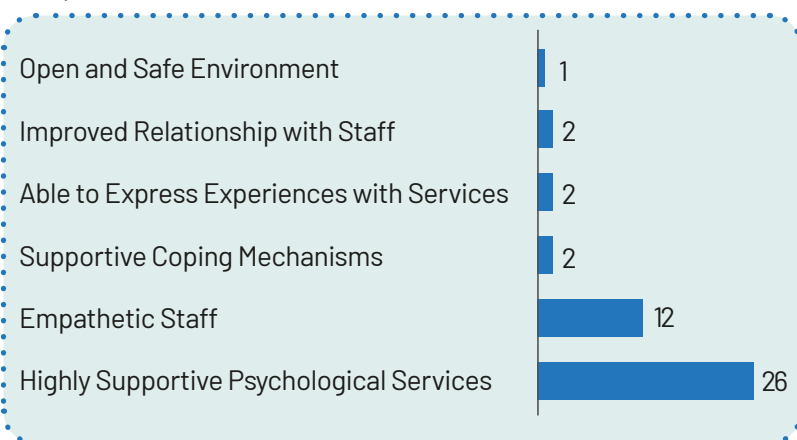 Open and Safe Environment 1
Improved Relationship with Staff 2
Able to Express Experiences with Services 2
Supportive Coping Mechanisms 2
Empathetic Staff 12
Highly Supportive Psychological Services 26